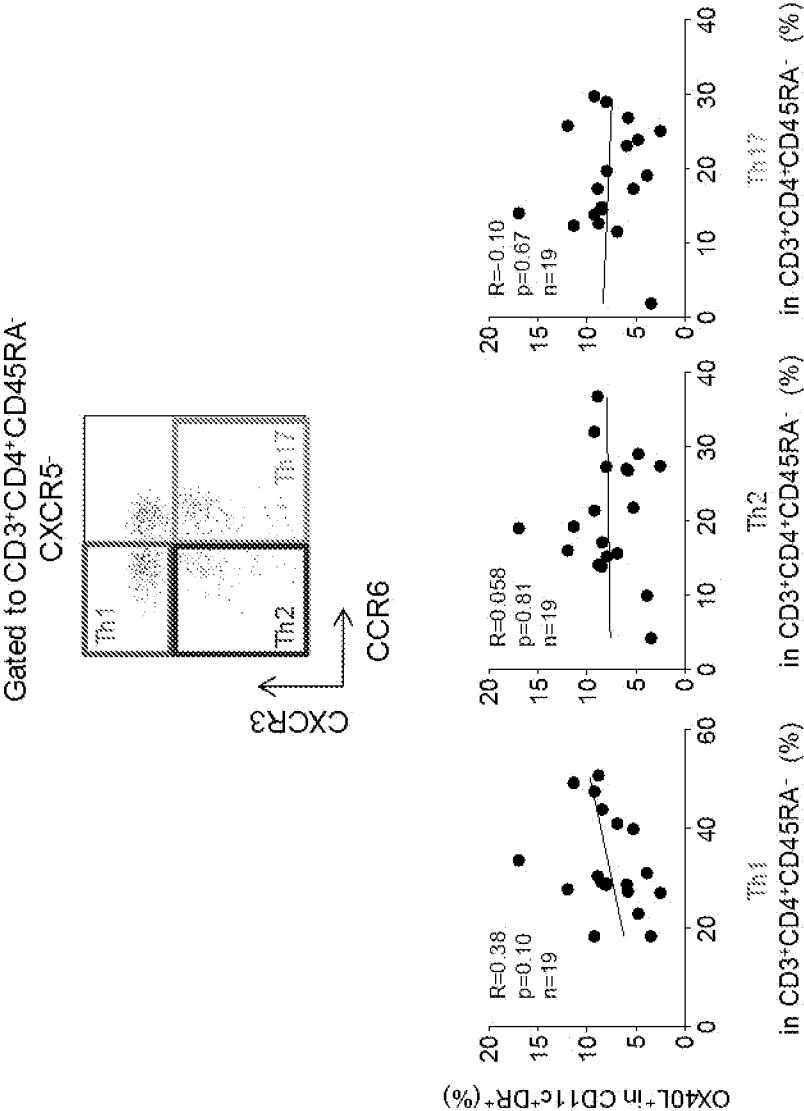 Gated to CD3⁺CD4⁺CD45RA⁻
CXCR5⁻
Th1
Th2
Th17
CXCR3
CCR6
OX40L⁺in CD11c⁺DR⁺(%)
R=0.38
p=0.10
n=19
20
15
10
5
0
0
20
40
60
Th1
in CD3⁺CD4⁺CD45RA⁻ (%)
R=0.058
p=0.81
n=19
20
15
10
5
0
0
10
20
30
40
Th2
in CD3⁺CD4⁺CD45RA⁻ (%)
R=-0.10
p=0.67
n=19
20
15
10
5
0
0
10
20
30
40
Th17
in CD3⁺CD4⁺CD45RA⁻ (%)